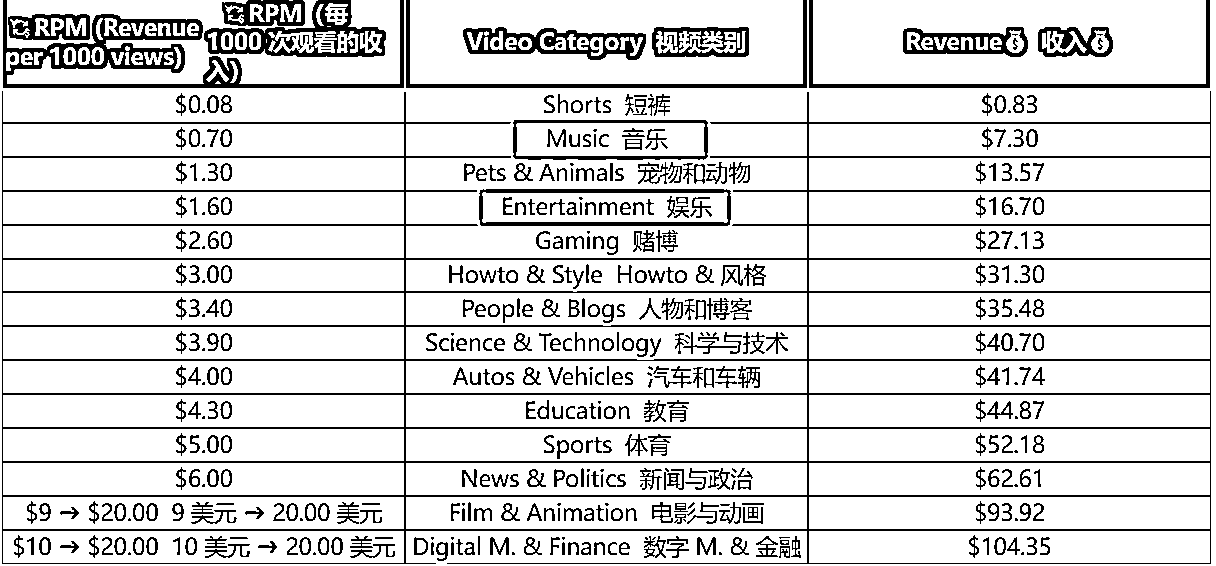 💱RPM (Revenue per 1000 views) 💱RPM (每 1000 次观看的收入) Video Category 视频类别 Revenue💰 收入💰
$0.08 Shorts 短裤 $0.83
$0.70 Music 音乐 $7.30
$1.30 Pets & Animals 宠物和动物 $13.57
$1.60 Entertainment 娱乐 $16.70
$2.60 Gaming 赌博 $27.13
$3.00 Howto & Style Howto & 风格 $31.30
$3.40 People & Blogs 人物和博客 $35.48
$3.90 Science & Technology 科学与技术 $40.70
$4.00 Autos & Vehicles 汽车和车辆 $41.74
$4.30 Education 教育 $44.87
$5.00 Sports 体育 $52.18
$6.00 News & Politics 新闻与政治 $62.61
$9 → $20.00 9 美元 → 20.00 美元 Film & Animation 电影与动画 $93.92
$10 → $20.00 10 美元 → 20.00 美元 Digital M. & Finance 数字 M. & 金融 $104.35